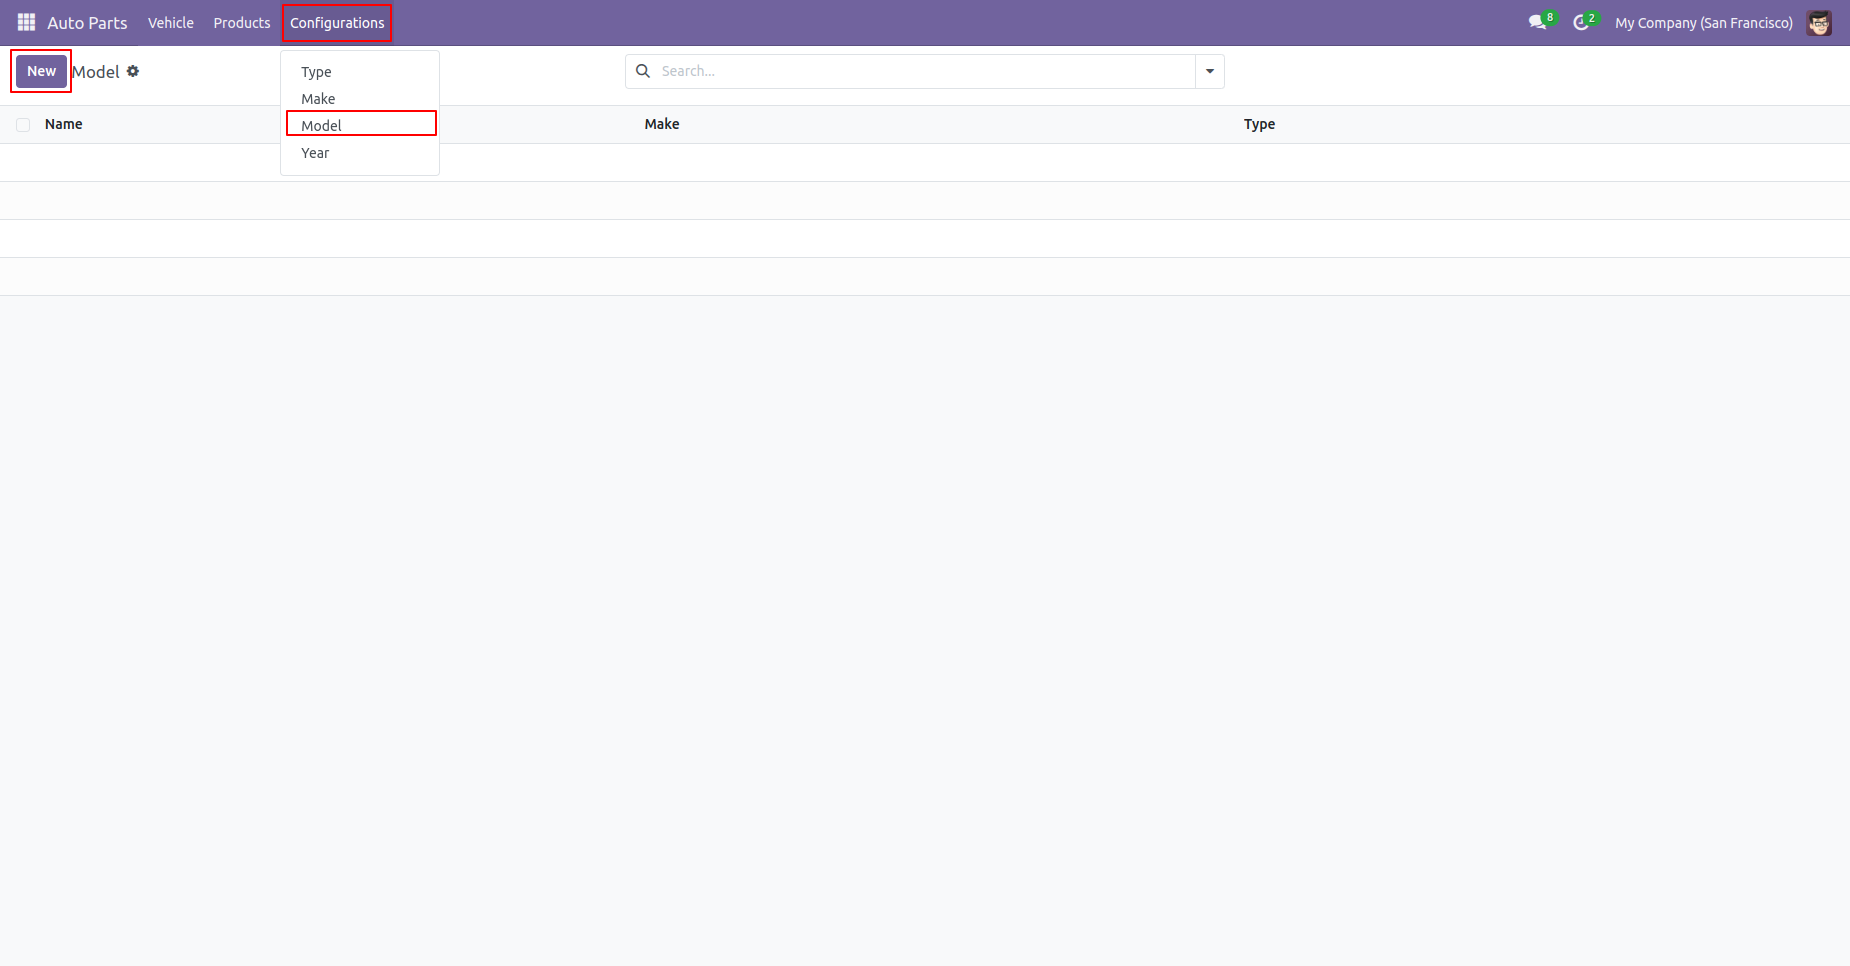 Auto Parts Vehicle Products Configurations 8 2 My Company (San Francisco)
New Model Search...
Type
Make
Model
Year
Name Make Type